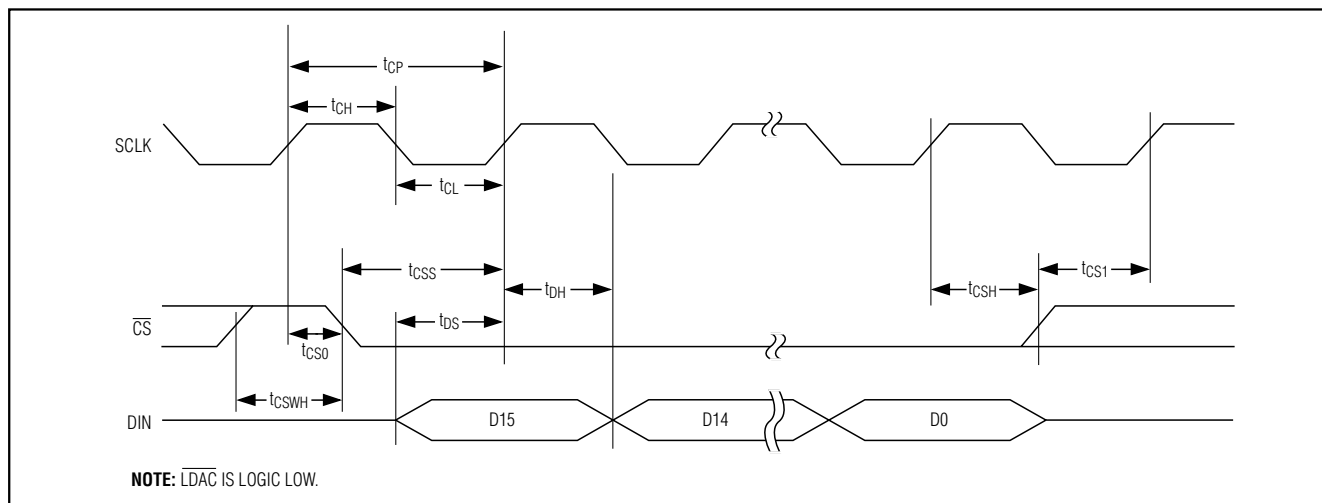 tCP
tCH
SCLK
tCL
tCSS
tDH
tCSH
tCS1
CS
tDS
tCS0
tCSWH
DIN
D15
D14
D0
NOTE: LDAC IS LOGIC LOW.